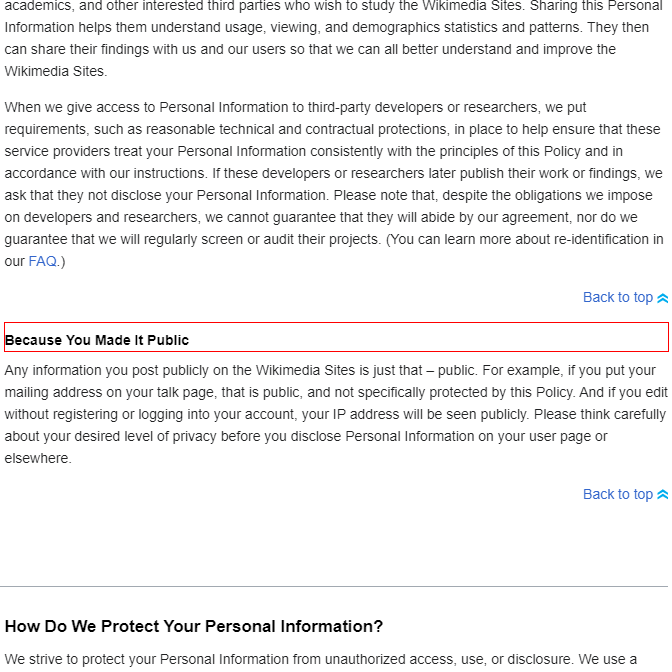 academics, and other interested third parties who wish to study the Wikimedia Sites. Sharing this Personal
Information helps them understand usage, viewing, and demographics statistics and patterns. They then
can share their findings with us and our users so that we can all better understand and improve the
Wikimedia Sites.
When we give access to Personal Information to third-party developers or researchers, we put
requirements, such as reasonable technical and contractual protections, in place to help ensure that these
service providers treat your Personal Information consistently with the principles of this Policy and in
accordance with our instructions. If these developers or researchers later publish their work or findings, we
ask that they not disclose your Personal Information. Please note that, despite the obligations we impose
on developers and researchers, we cannot guarantee that they will abide by our agreement, nor do we
guarantee that we will regularly screen or audit their projects. (You can learn more about re-identification in
our FAQ.)
Back to top
Because You Made It Public
Any information you post publicly on the Wikimedia Sites is just that – public. For example, if you put your
mailing address on your talk page, that is public, and not specifically protected by this Policy. And if you edit
without registering or logging into your account, your IP address will be seen publicly. Please think carefully
about your desired level of privacy before you disclose Personal Information on your user page or
elsewhere.
Back to top
How Do We Protect Your Personal Information?
We strive to protect your Personal Information from unauthorized access, use, or disclosure. We use a